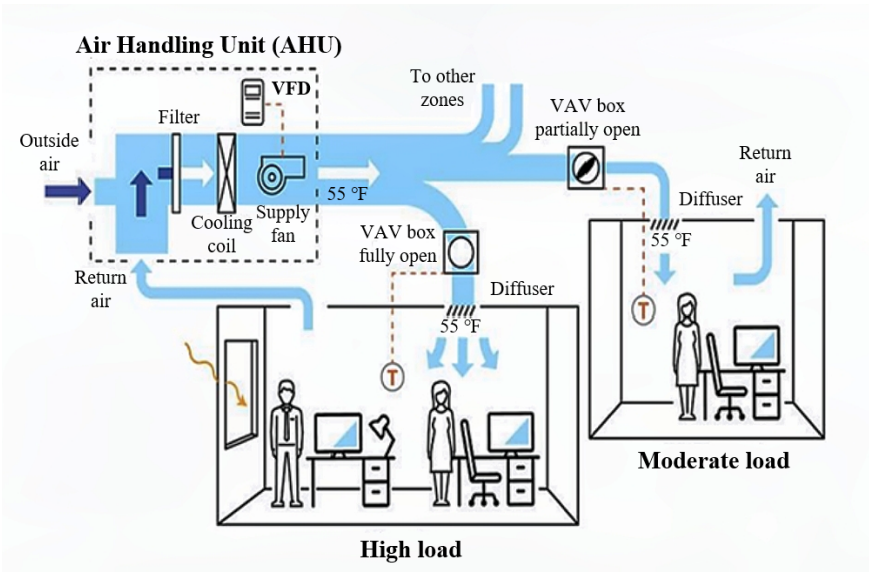 Air Handling Unit (AHU)
VFD
Filter
Outside
air
Cooling
coil
Supply
fan
55 °F
To other
zones
VAV box
partially open
Return
air
Diffuser
55 °F
T
VAV box
fully open
Diffuser
55 °F
T
Return
air
Moderate load
High load